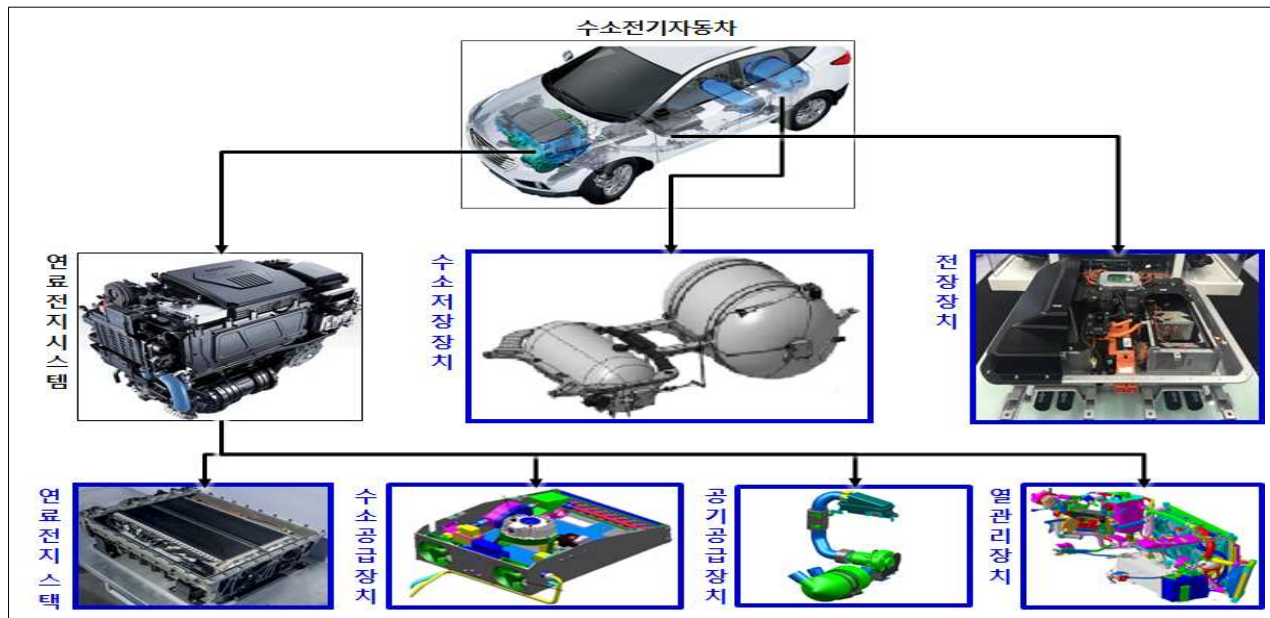 수소전기자동차
연료전지시스템
수소저장장치
전장장치
연료전지 스택
수소공급장치
공기공급장치
열관리장치